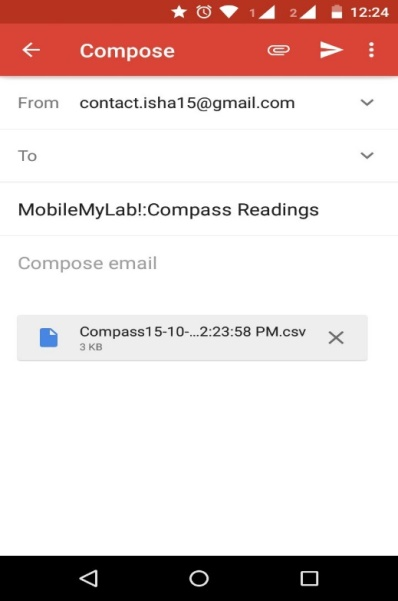 1 2 12:24
Compose
From contact.isha15@gmail.com
To
MobileMyLab!:Compass Readings
Compose email
Compass15-10-...2:23:58 PM.csv
3 KB